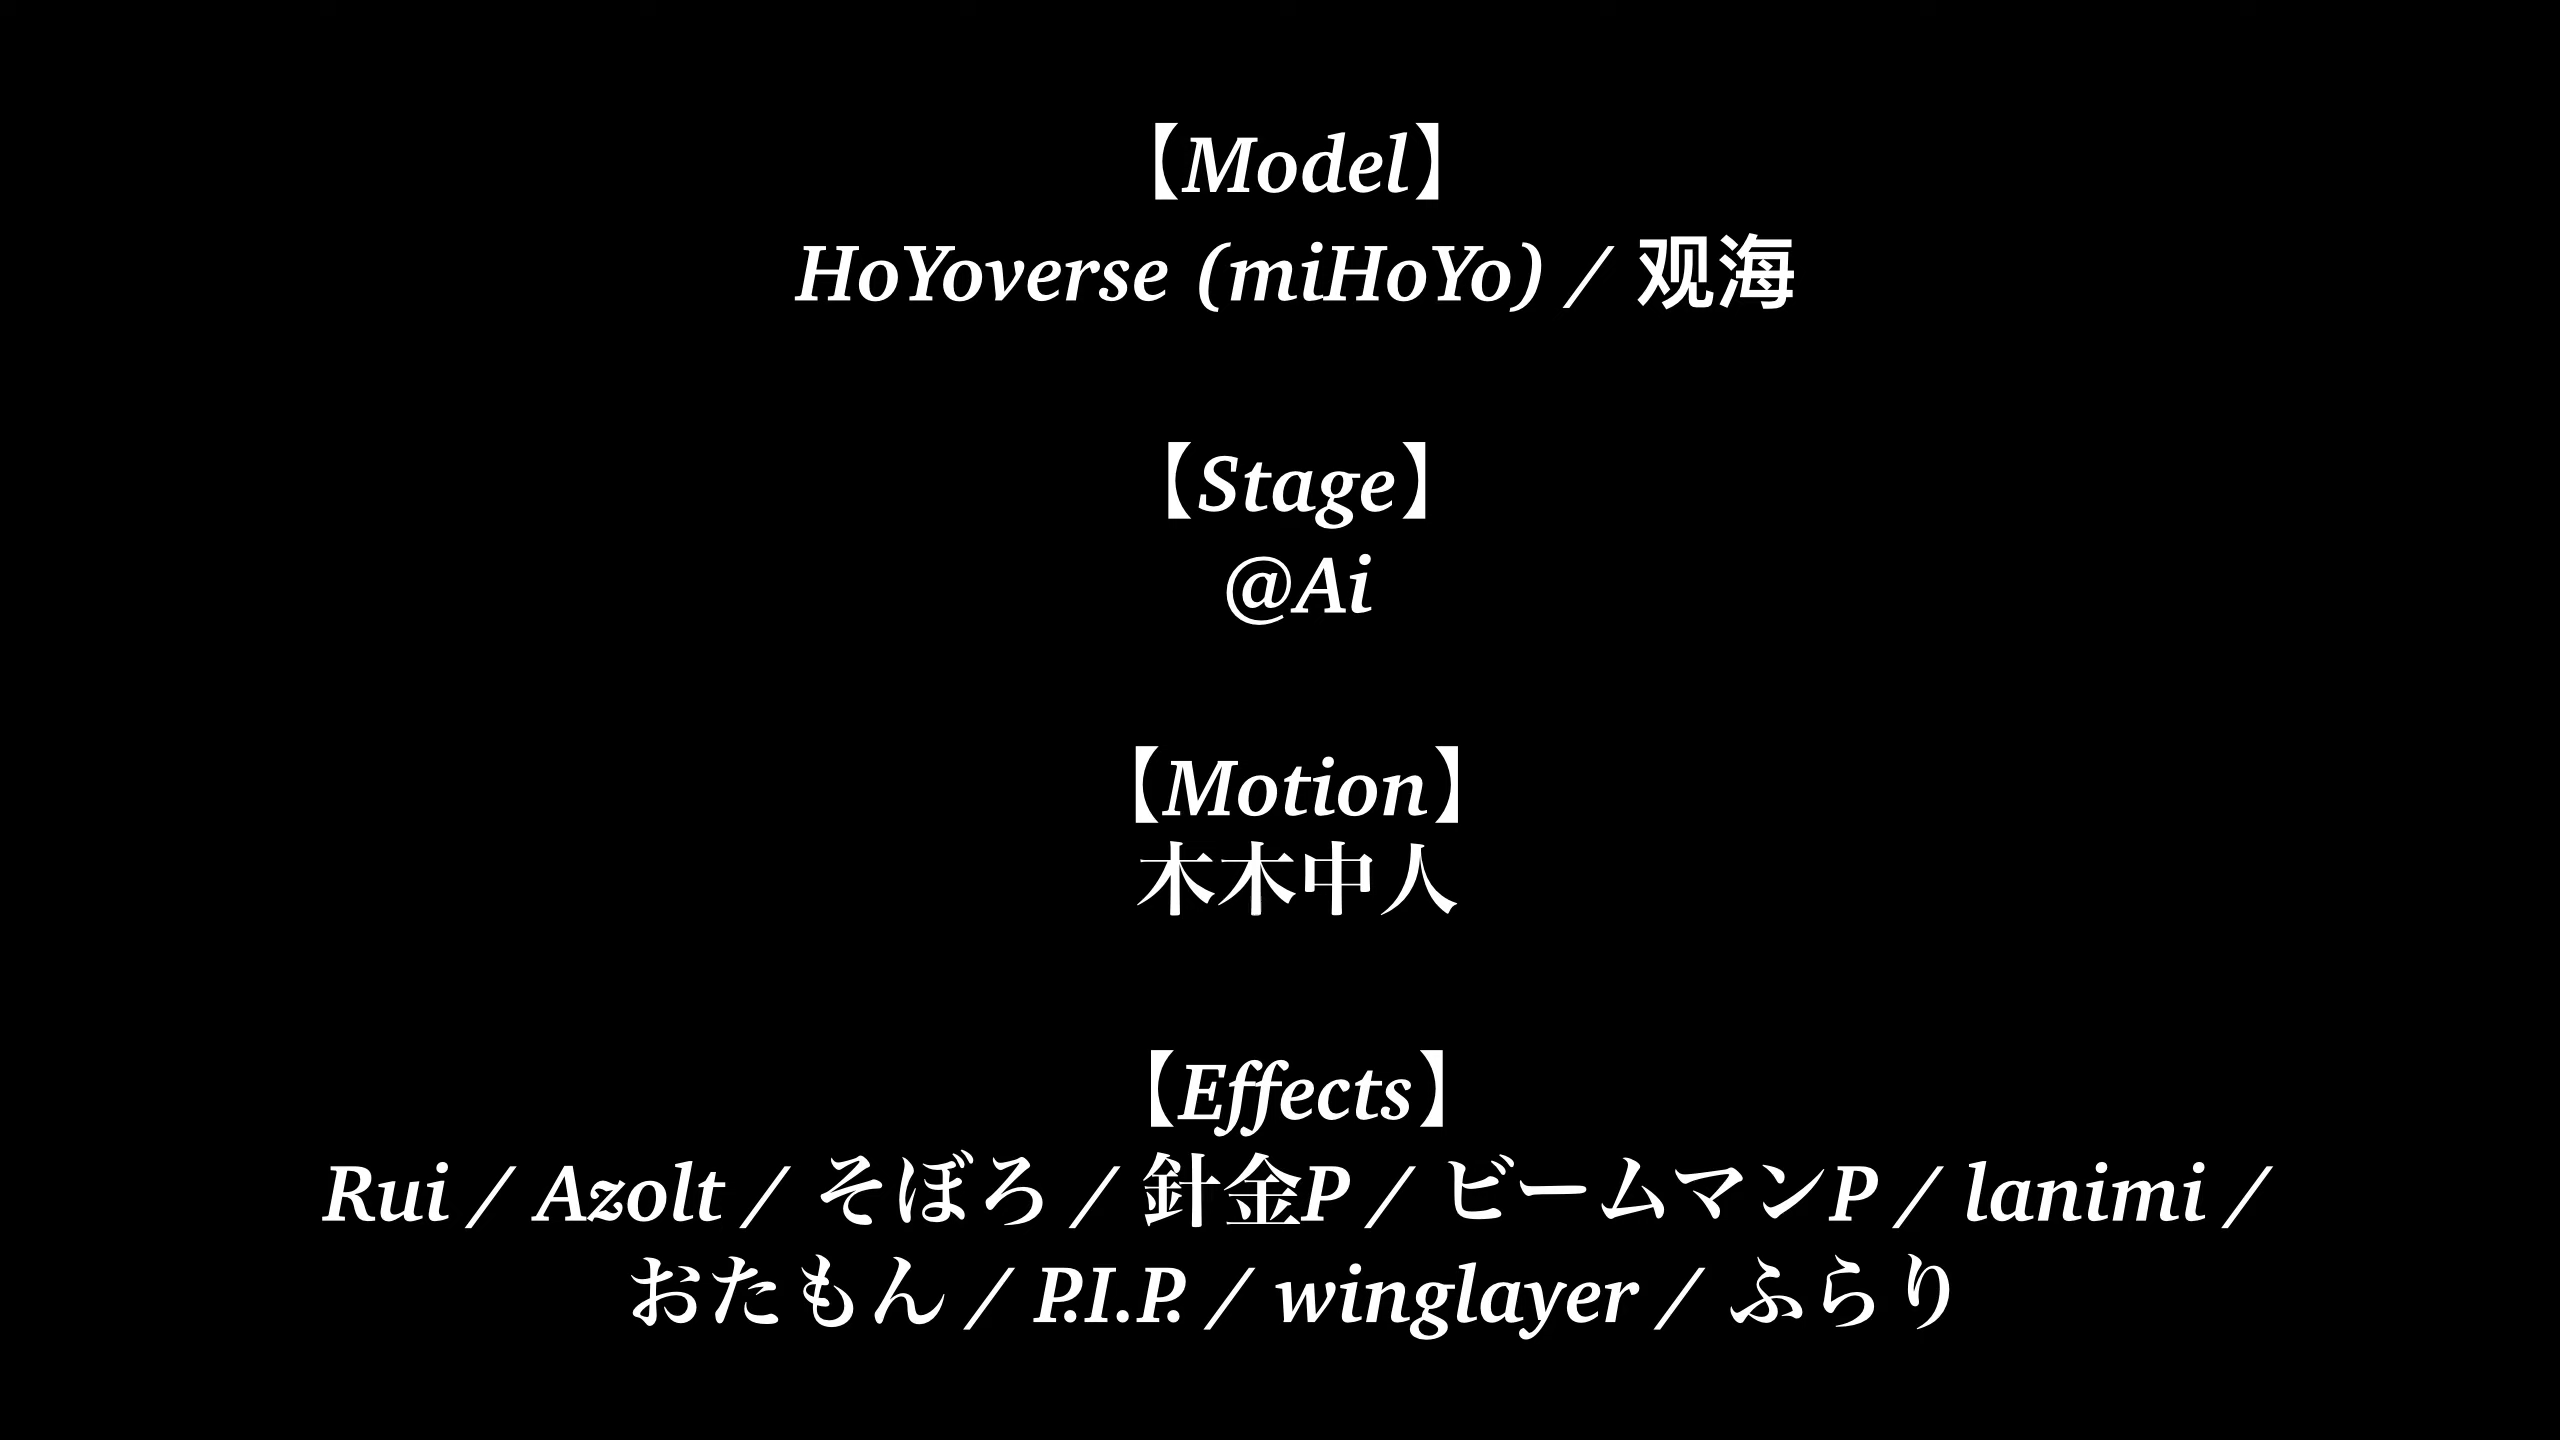 【Model】
HoYoverse (miHoYo) / 观海
【Stage】
@Ai
【Motion】
木木中人
【Effects】
Rui / Azolt / そぼろ / 針金P / ビームマンP / lanimi /
おたもん / P.I.P. / winglayer / ふらり